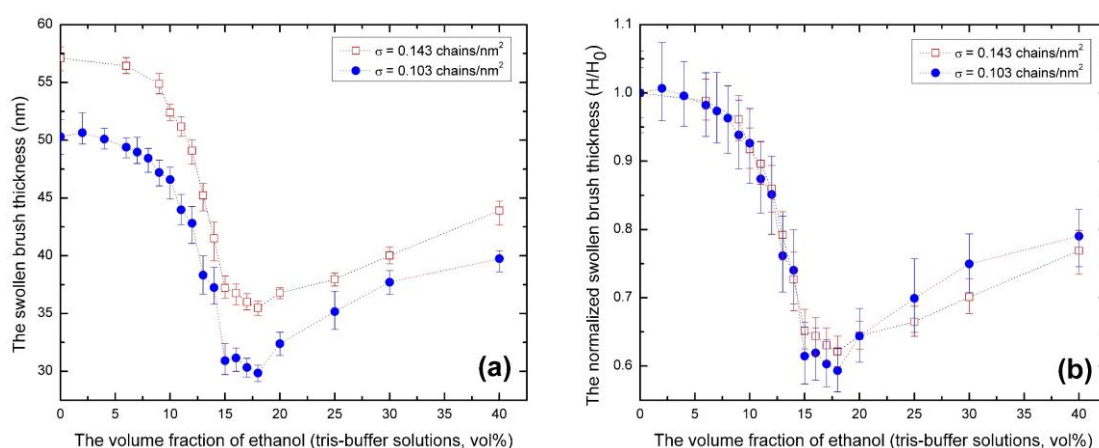 60
55
50
45
40
35
30
The swollen brush thickness (nm)
σ = 0.143 chains/nm²
σ = 0.103 chains/nm²
(a)
0 5 10 15 20 25 30 35 40
The volume fraction of ethanol (tris-buffer solutions, vol%)
1.1
1.0
0.9
0.8
0.7
0.6
The normalized swollen brush thickness (H/H₀)
σ = 0.143 chains/nm²
σ = 0.103 chains/nm²
(b)
0 5 10 15 20 25 30 35 40
The volume fraction of ethanol (tris-buffer solutions, vol%)